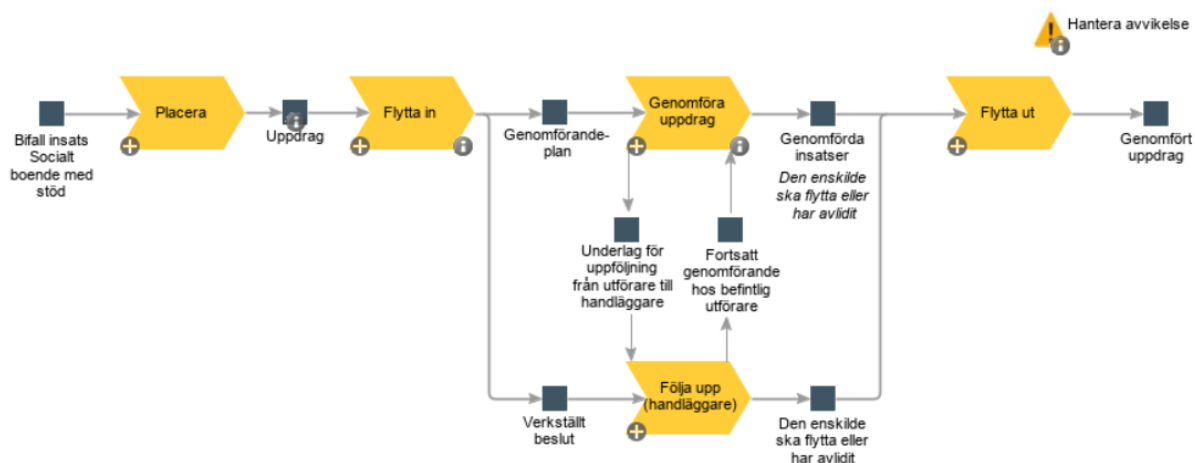 Hantera avvikelse
Placera
Flytta in
Genomföra
uppdrag
Flytta ut
Bifall insats
Socialt
boende med
stöd
Uppdrag
Genomförande-
plan
Genomförda
insatser
Den enskilde
ska flytta eller
har avlidit
Genomfört
uppdrag
Underlag för
uppföljning
från utförare till
handläggare
Fortsatt
genomförande
hos befintlig
utförare
Följa upp
(handläggare)
Verkställt
beslut
Den enskilde
ska flytta eller
har avlidit